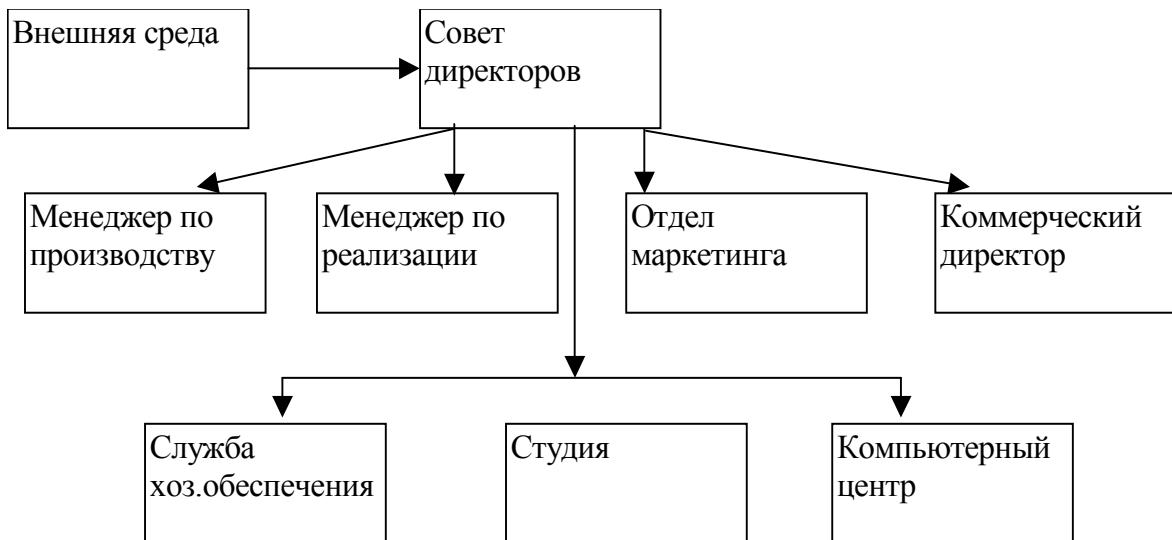 Внешняя среда
Совет
директоров
Менеджер по
производству
Менеджер по
реализации
Отдел
маркетинга
Коммерческий
директор
Служба
хоз.обеспечения
Студия
Компьютерный
центр